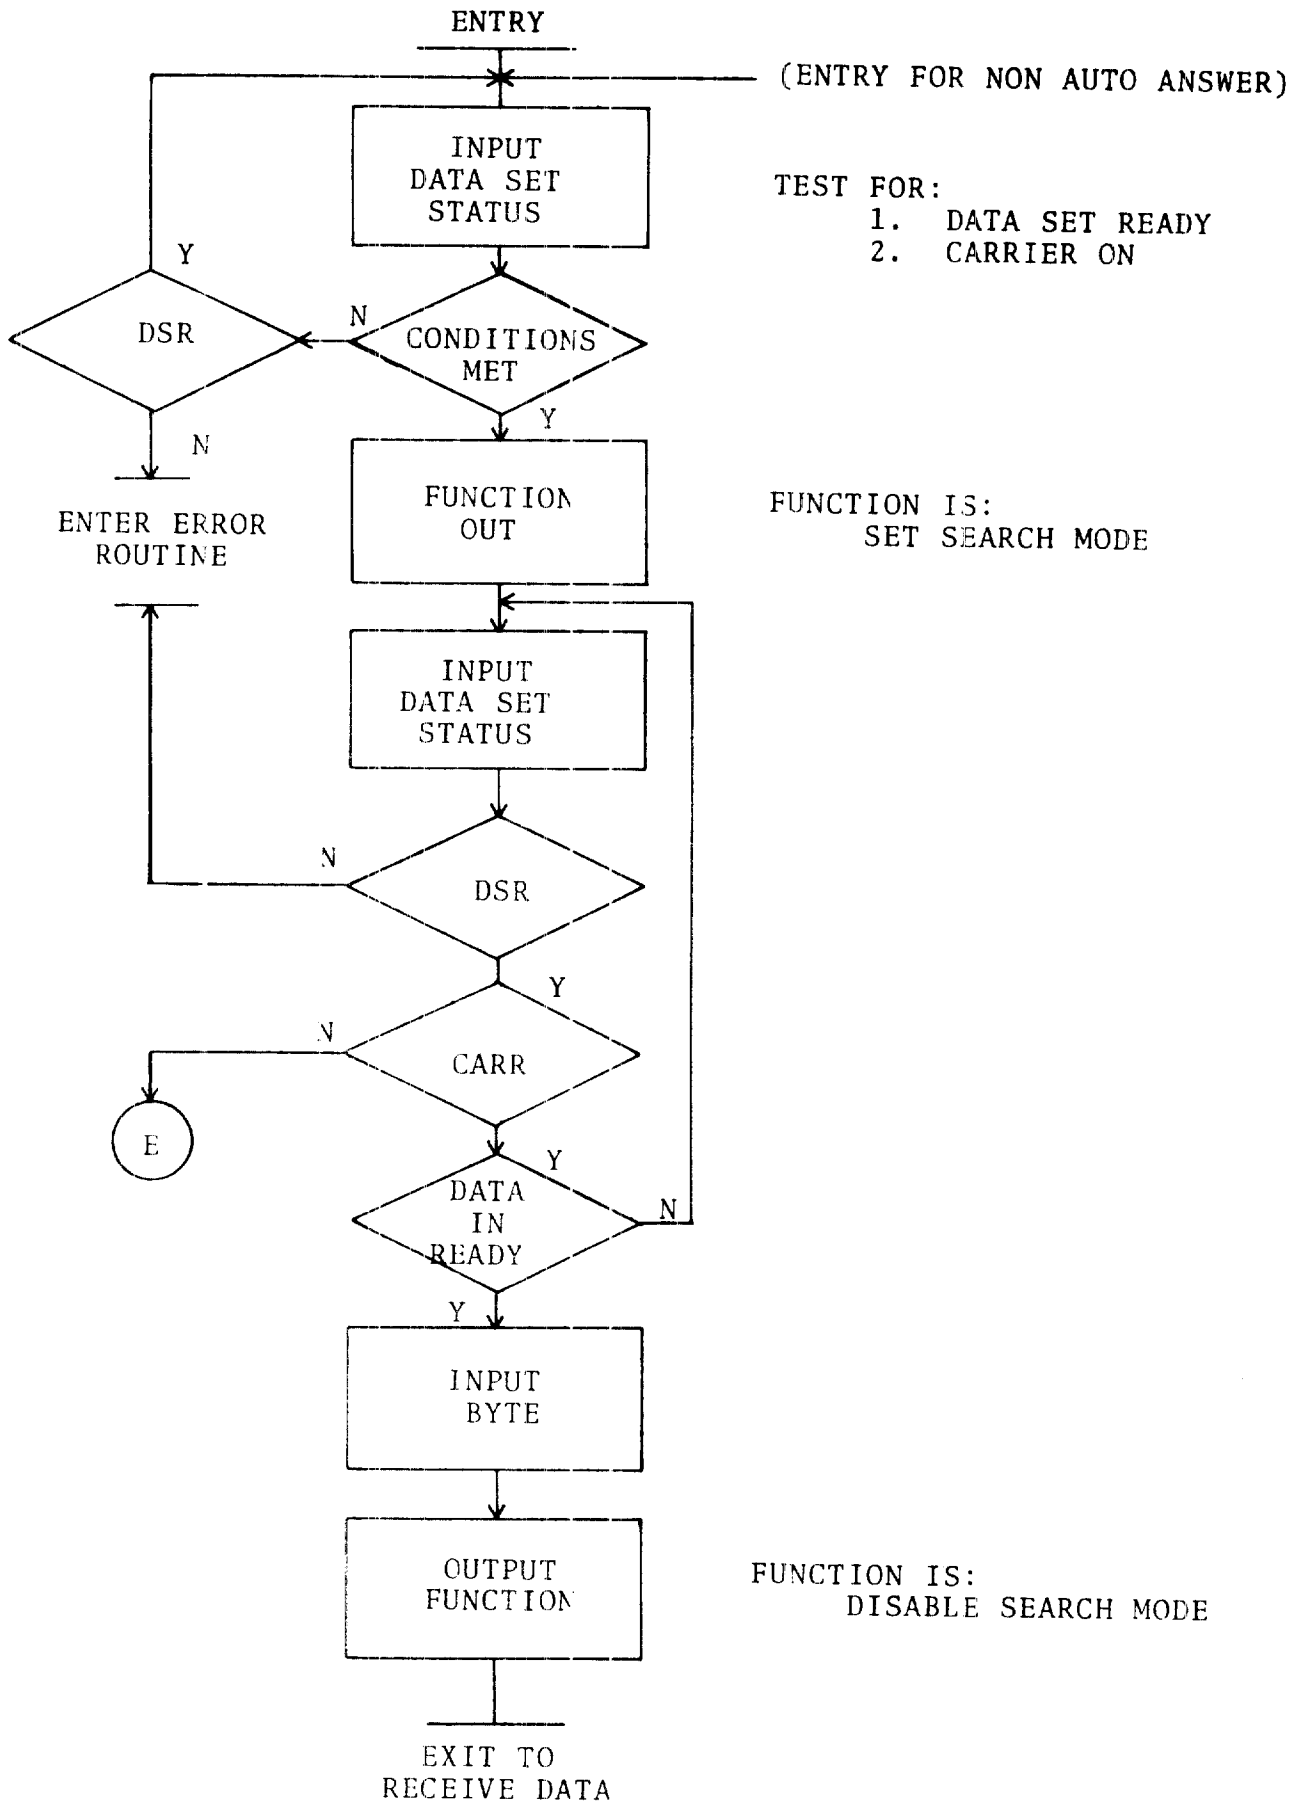 ENTRY
(ENTRY FOR NON AUTO ANSWER)
INPUT
DATA SET
STATUS
TEST FOR:
1. DATA SET READY
2. CARRIER ON
Y
DSR
N
CONDITIONS
MET
Y
N
FUNCTION
OUT
FUNCTION IS:
SET SEARCH MODE
ENTER ERROR
ROUTINE
INPUT
DATA SET
STATUS
N
DSR
Y
N
CARR
E
Y
DATA
IN
READY
N
Y
INPUT
BYTE
OUTPUT
FUNCTION
FUNCTION IS:
DISABLE SEARCH MODE
EXIT TO
RECEIVE DATA